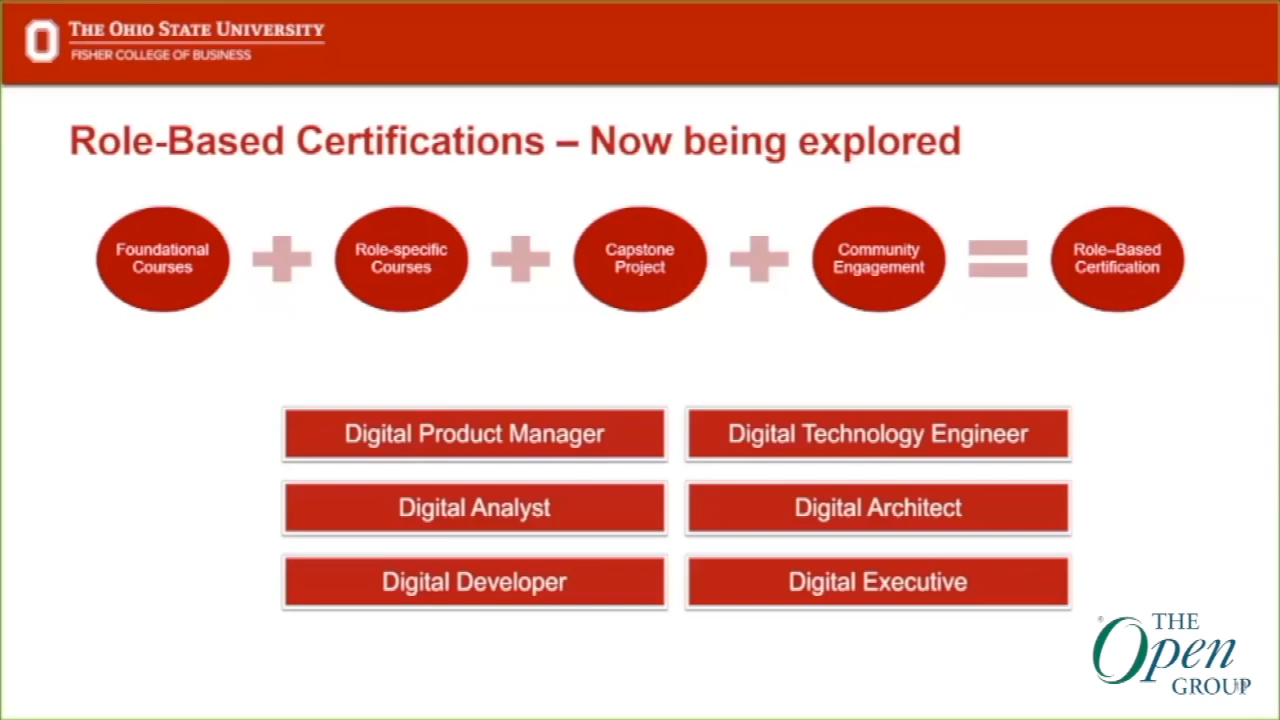 THE OHIO STATE UNIVERSITY
FISHER COLLEGE OF BUSINESS
Role-Based Certifications – Now being explored
Foundational
Courses
Role-specific
Courses
Capstone
Project
Community
Engagement
Role–Based
Certification
Digital Product Manager
Digital Technology Engineer
Digital Analyst
Digital Architect
Digital Developer
Digital Executive
THE
Open
GROUP